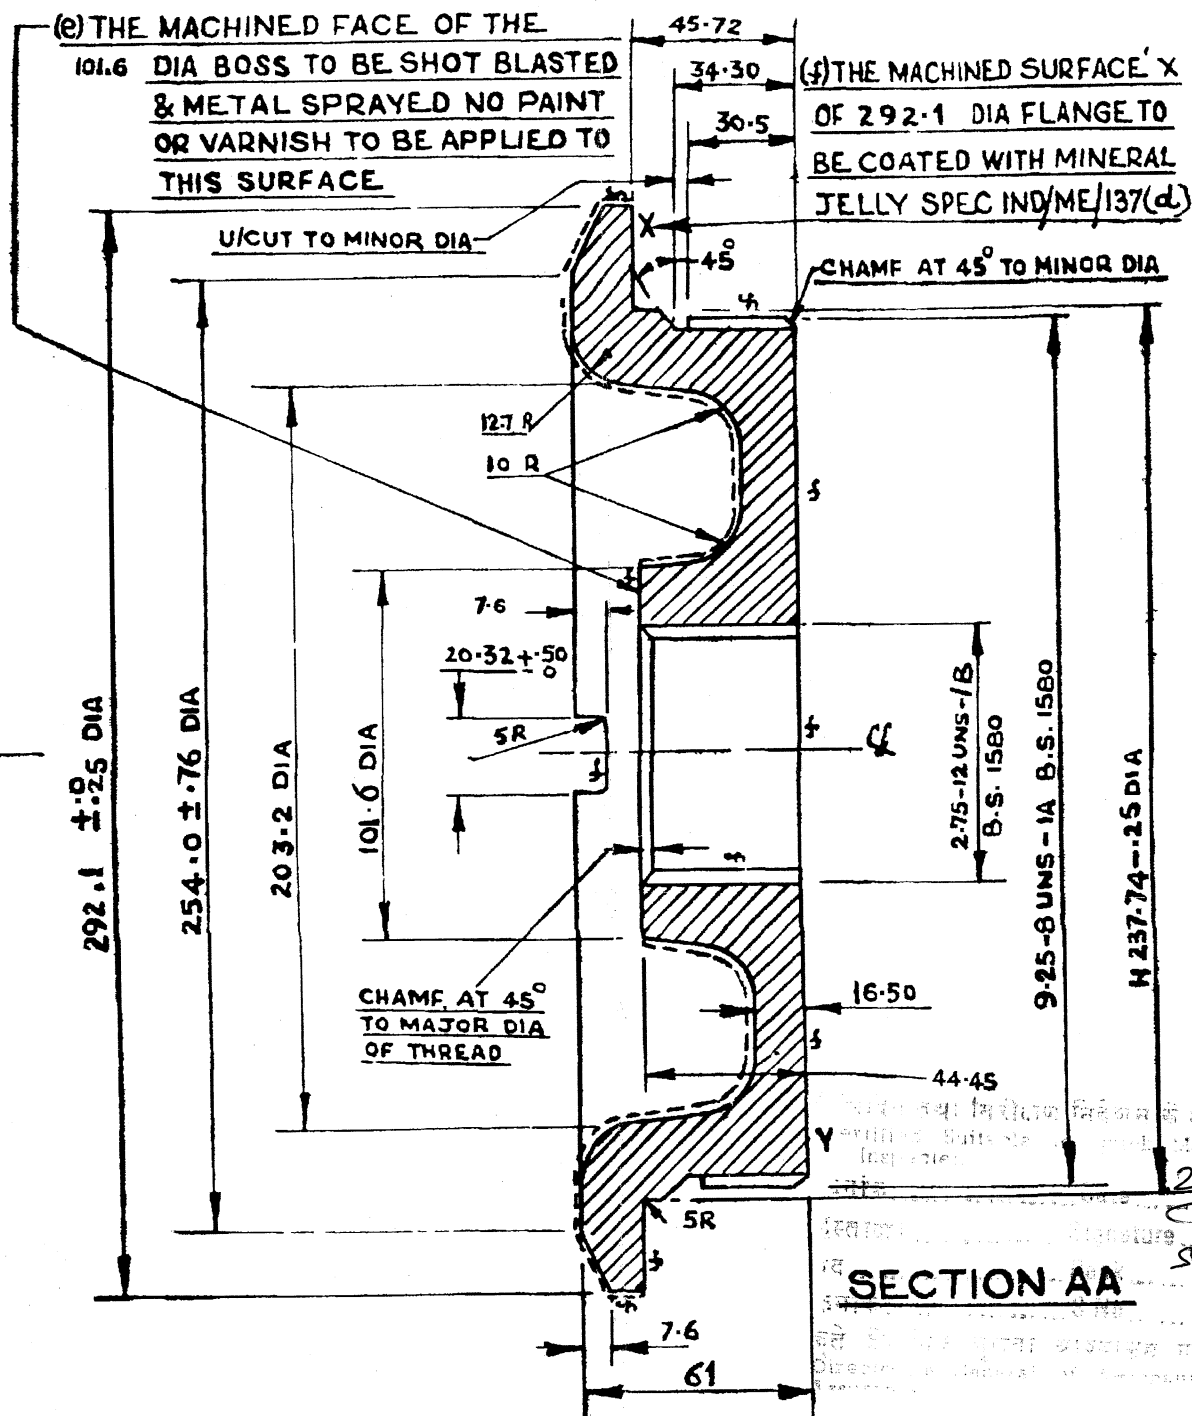 (e) THE MACHINED FACE OF THE
101.6 DIA BOSS TO BE SHOT BLASTED
& METAL SPRAYED NO PAINT
OR VARNISH TO BE APPLIED TO
THIS SURFACE
45.72
34.30
30.5
(f) THE MACHINED SURFACE 'X
OF 292.1 DIA FLANGE TO
BE COATED WITH MINERAL
JELLY SPEC IND/ME/137(d)
U/CUT TO MINOR DIA
X
45°
CHAMF AT 45° TO MINOR DIA
12.7 R
10 R
7.6
20.32 +.50
-0
5R
CL
292.1 ±.0
.25 DIA
254.0 ±.76 DIA
203.2 DIA
101.6 DIA
2.75-12 UNS-1B
B.S. 1580
9.25-8 UNS-1A B.S. 1580
H 237.74-.25 DIA
CHAMF, AT 45°
TO MAJOR DIA
OF THREAD
16.50
44.45
Y
5R
SECTION AA
7.6
61